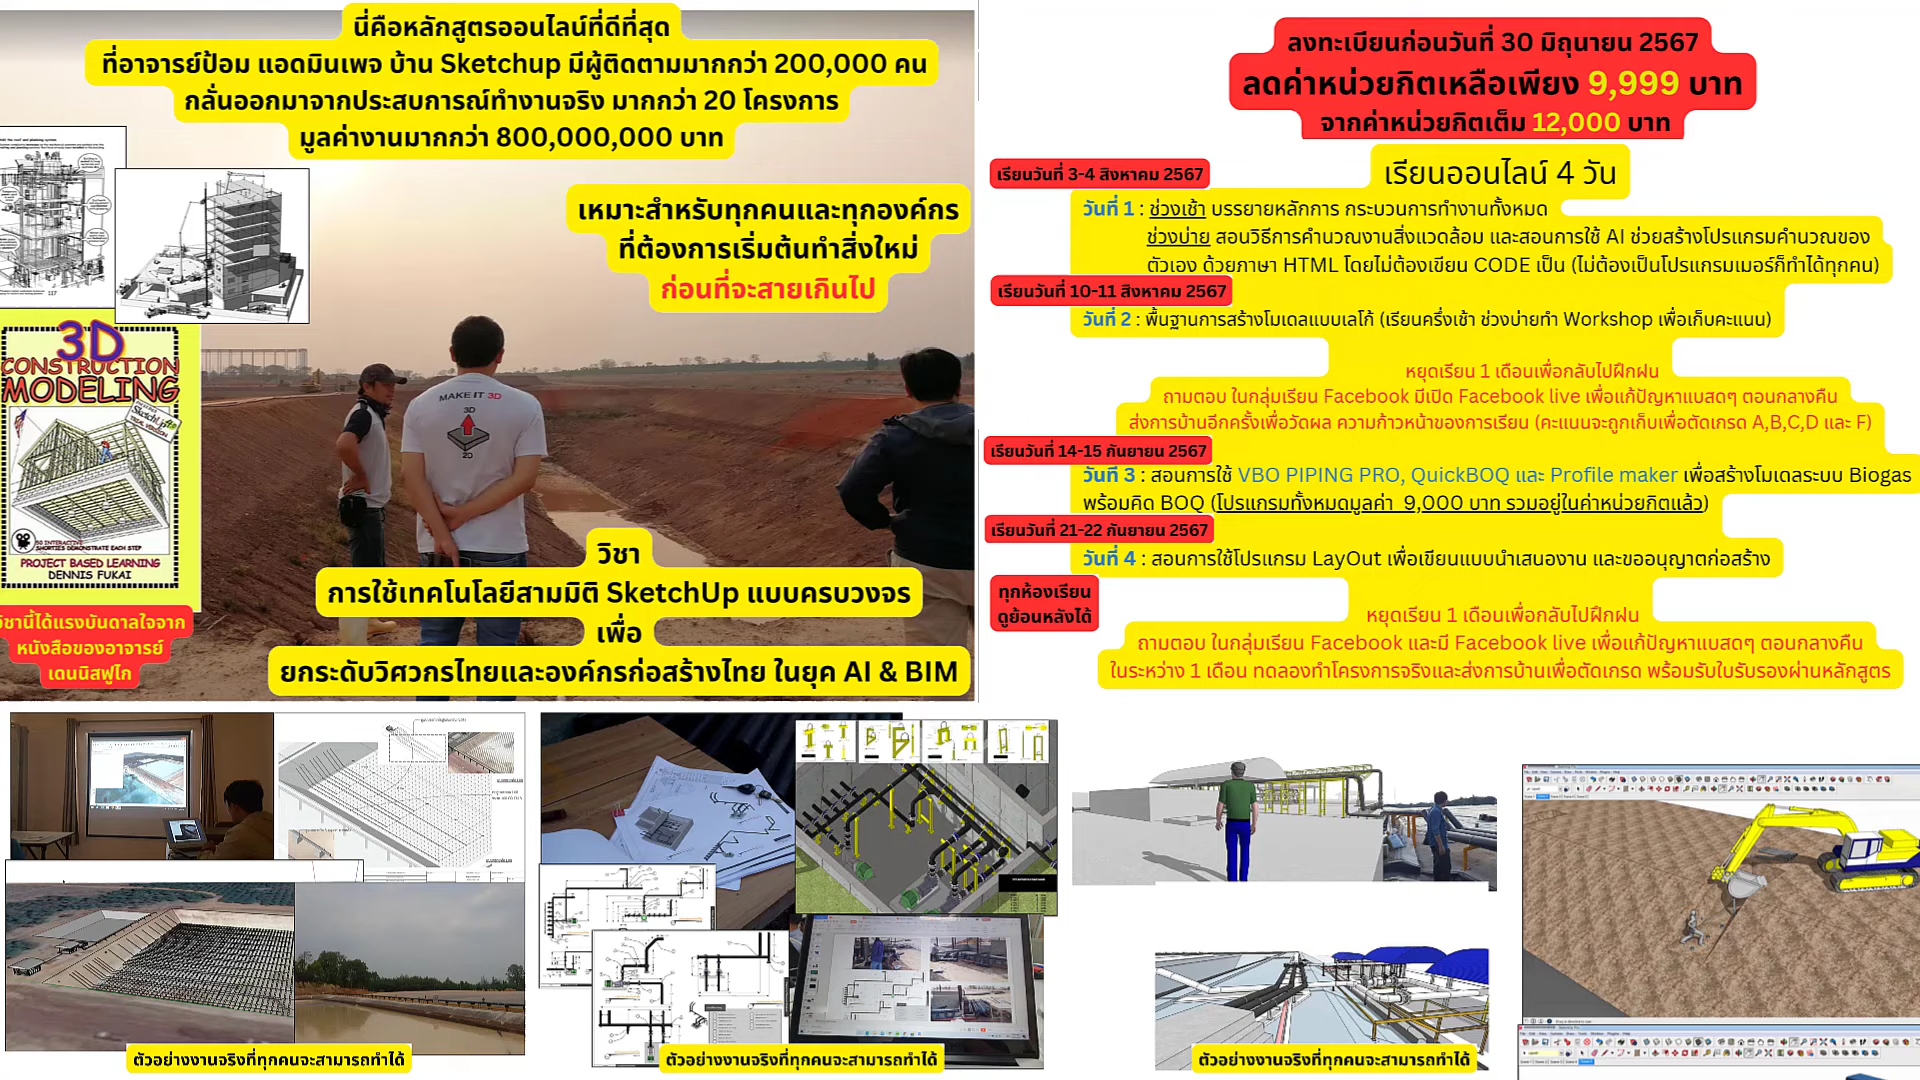 นี่คือหลักสูตรออนไลน์ที่ดีที่สุด
ที่อาจารย์ป้อม แอดมินเพจ บ้าน Sketchup มีผู้ติดตามมากกว่า 200,000 คน
กลั่นออกมาจากประสบการณ์ทำงานจริง มากกว่า 20 โครงการ
มูลค่างานมากกว่า 800,000,000 บาท
เหมาะสำหรับทุกคนและทุกองค์กร
ที่ต้องการเริ่มต้นทำสิ่งใหม่
ก่อนที่จะสายเกินไป
3D
CONSTRUCTION
MODELING
SketchUp
TRIAL VERSION
50 INTERACTIVE
SHORTIES DEMONSTRATE EACH STEP
PROJECT BASED LEARNING
DENNIS FUKAI
MAKE IT 3D
3D
2D
วิชานี้ได้แรงบันดาลใจจาก
หนังสือของอาจารย์
เดนนิสฟูไก
วิชา
การใช้เทคโนโลยีสามมิติ SketchUp แบบครบวงจร
เพื่อ
ยกระดับวิศวกรไทยและองค์กรก่อสร้างไทย ในยุค AI & BIM
ลงทะเบียนก่อนวันที่ 30 มิถุนายน 2567
ลดค่าหน่วยกิตเหลือเพียง 9,999 บาท
จากค่าหน่วยกิตเต็ม 12,000 บาท
เรียนออนไลน์ 4 วัน
เรียนวันที่ 3-4 สิงหาคม 2567
วันที่ 1 : ช่วงเช้า บรรยายหลักการ กระบวนการทำงานทั้งหมด
ช่วงบ่าย สอนวิธีการคำนวณงานสิ่งแวดล้อม และสอนการใช้ AI ช่วยสร้างโปรแกรมคำนวณของ
ตัวเอง ด้วยภาษา HTML โดยไม่ต้องเขียน CODE เป็น (ไม่ต้องเป็นโปรแกรมเมอร์ก็ทำได้ทุกคน)
เรียนวันที่ 10-11 สิงหาคม 2567
วันที่ 2 : พื้นฐานการสร้างโมเดลแบบเลโก้ (เรียนครึ่งเช้า ช่วงบ่ายทำ Workshop เพื่อเก็บคะแนน)
หยุดเรียน 1 เดือนเพื่อกลับไปฝึกฝน
ถามตอบ ในกลุ่มเรียน Facebook มีเปิด Facebook live เพื่อแก้ปัญหาแบสดๆ ตอนกลางคืน
ส่งการบ้านอีกครั้งเพื่อวัดผล ความก้าวหน้าของการเรียน (คะแนนจะถูกเก็บเพื่อตัดเกรด A,B,C,D และ F)
เรียนวันที่ 14-15 กันยายน 2567
วันที่ 3 : สอนการใช้ VBO PIPING PRO, QuickBOQ และ Profile maker เพื่อสร้างโมเดลระบบ Biogas
พร้อมคิด BOQ (โปรแกรมทั้งหมดมูลค่า 9,000 บาท รวมอยู่ในค่าหน่วยกิตแล้ว)
เรียนวันที่ 21-22 กันยายน 2567
วันที่ 4 : สอนการใช้โปรแกรม LayOut เพื่อเขียนแบบนำเสนองาน และขออนุญาตก่อสร้าง
ทุกห้องเรียน
ดูย้อนหลังได้
หยุดเรียน 1 เดือนเพื่อกลับไปฝึกฝน
ถามตอบ ในกลุ่มเรียน Facebook และมี Facebook live เพื่อแก้ปัญหาแบสดๆ ตอนกลางคืน
ในระหว่าง 1 เดือน ทดลองทำโครงการจริงและส่งการบ้านเพื่อตัดเกรด พร้อมรับใบรับรองผ่านหลักสูตร
ตัวอย่างงานจริงที่ทุกคนจะสามารถทำได้
ตัวอย่างงานจริงที่ทุกคนจะสามารถทำได้
ตัวอย่างงานจริงที่ทุกคนจะสามารถทำได้